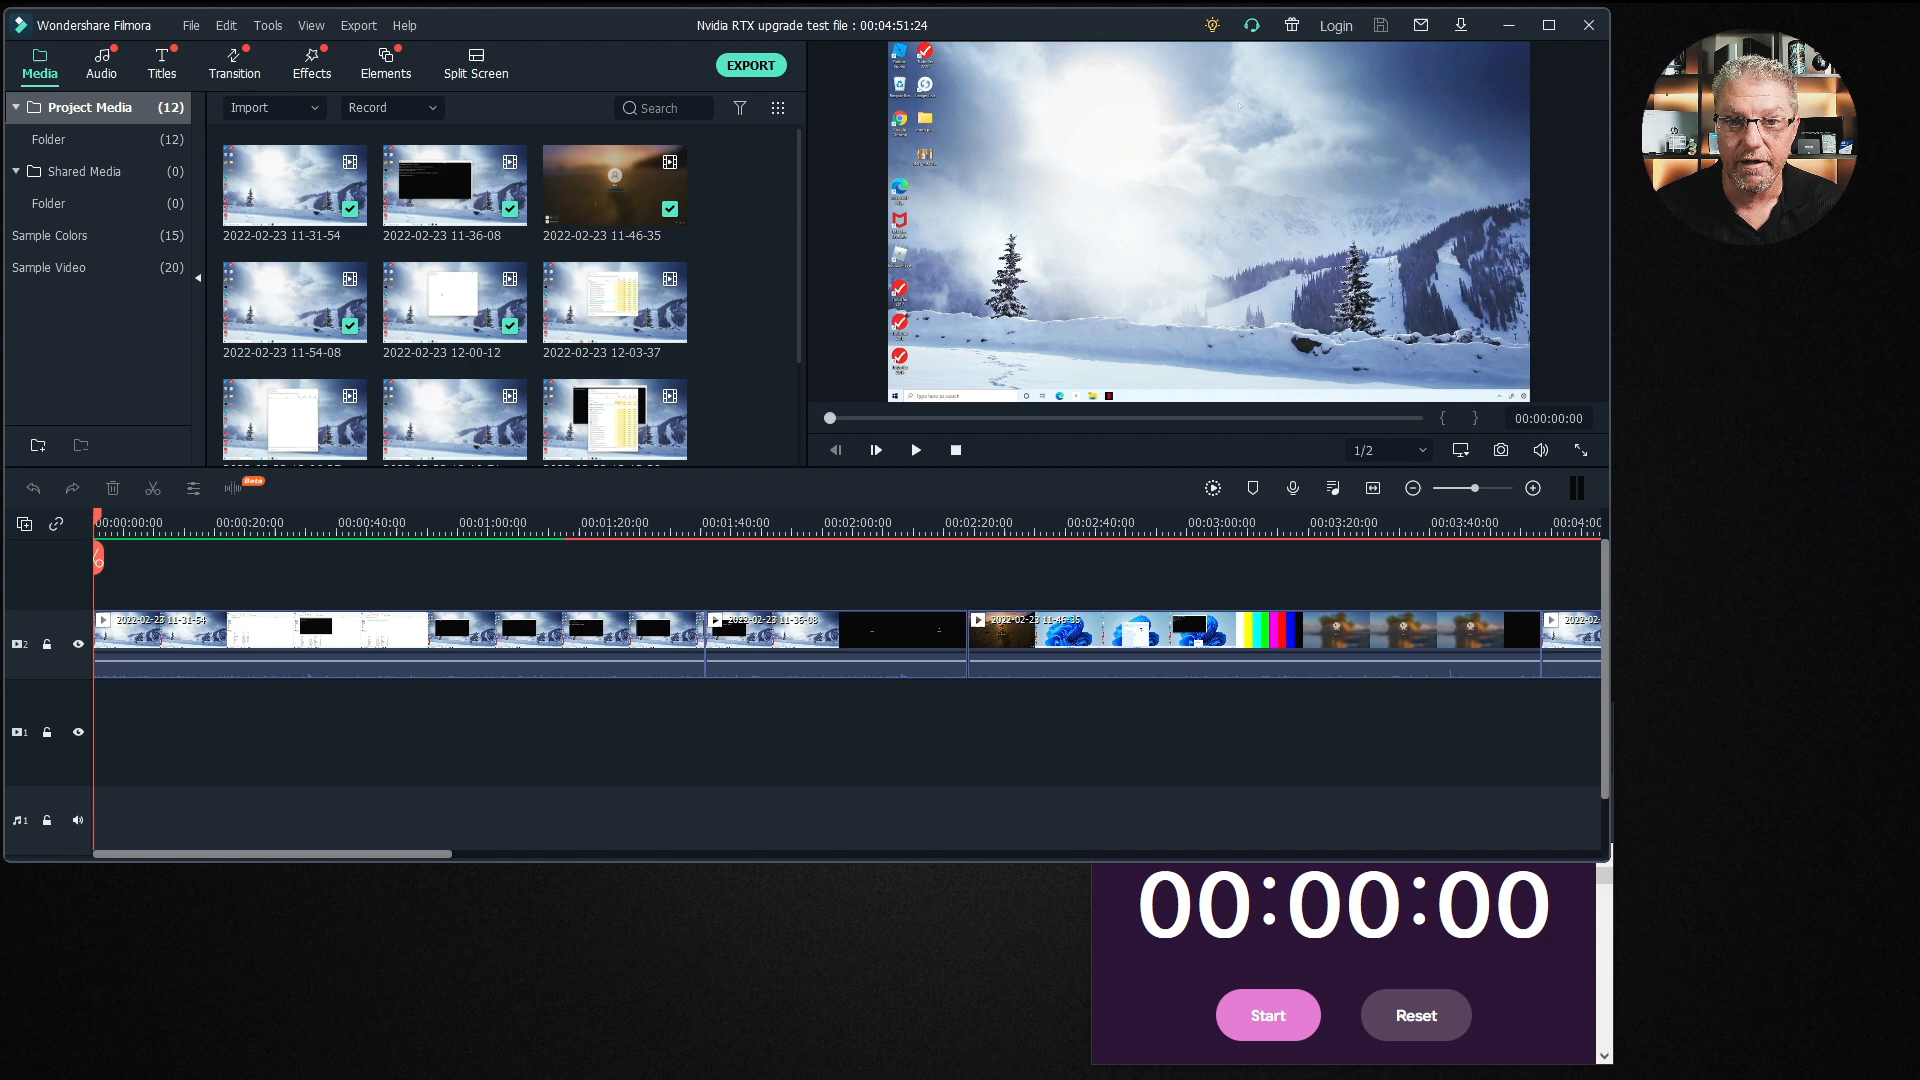 Wondershare Filmora
File
Edit
Tools
View
Export
Help
Nvidia RTX upgrade test file : 00:04:51:24
Login
Media
Audio
Titles
Transition
Effects
Elements
Split Screen
EXPORT
Project Media (12)
Folder (12)
Shared Media (0)
Folder (0)
Sample Colors (15)
Sample Video (20)
Import
Record
Search
2022-02-23 11-31-54
2022-02-23 11-36-08
2022-02-23 11-46-35
2022-02-23 11-54-08
2022-02-23 12-00-12
2022-02-23 12-03-37
Type here to search
{ }
00:00:00:00
1/2
Beta
00:00:00:00
00:00:20:00
00:00:40:00
00:01:00:00
00:01:20:00
00:01:40:00
00:02:00:00
00:02:20:00
00:02:40:00
00:03:00:00
00:03:20:00
00:03:40:00
00:04:00
2022-02-23 11-31-54
2022-02-23 11-36-08
2022-02-23 11-46-35
2022-02-
2
1
1
00:00:00
Start
Reset